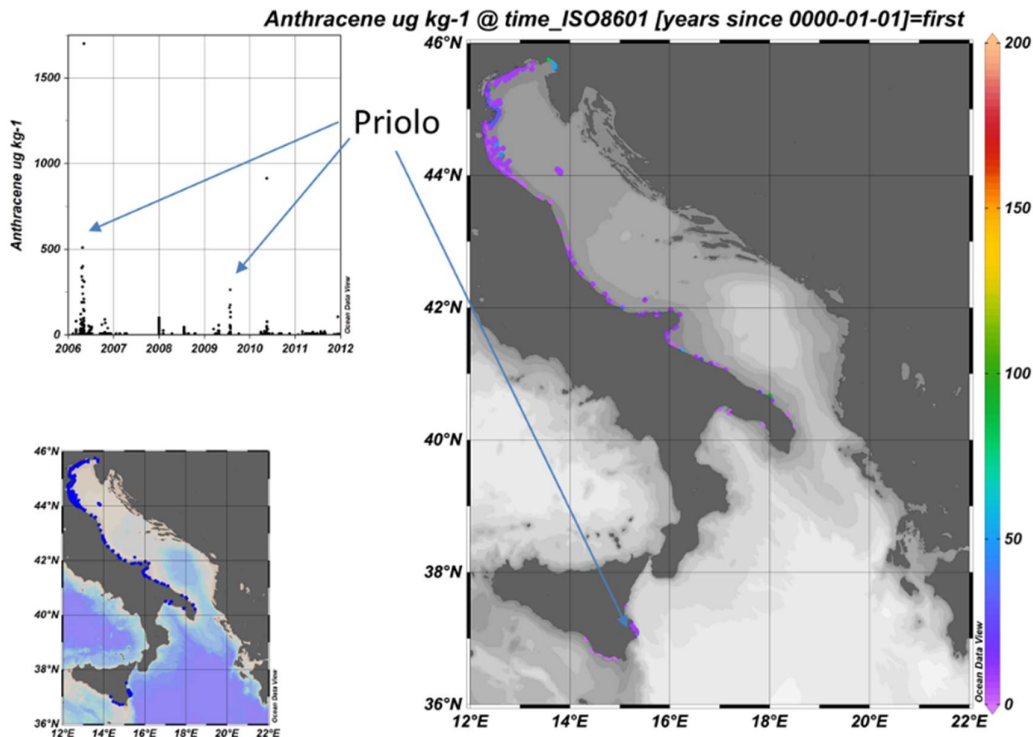 Anthracene ug kg-1 @ time_ISO8601 [years since 0000-01-01]=first
Anthracene ug kg-1
1500
1000
500
0
2006 2007 2008 2009 2010 2011 2012
Ocean Data View
Priolo
46°N
44°N
42°N
40°N
38°N
36°N
12°E 14°E 16°E 18°E 20°E 22°E
Ocean Data View
200
150
100
50
0
46°N
44°N
42°N
40°N
38°N
36°N
12°E 14°E 16°E 18°E 20°E 22°E
Ocean Data View